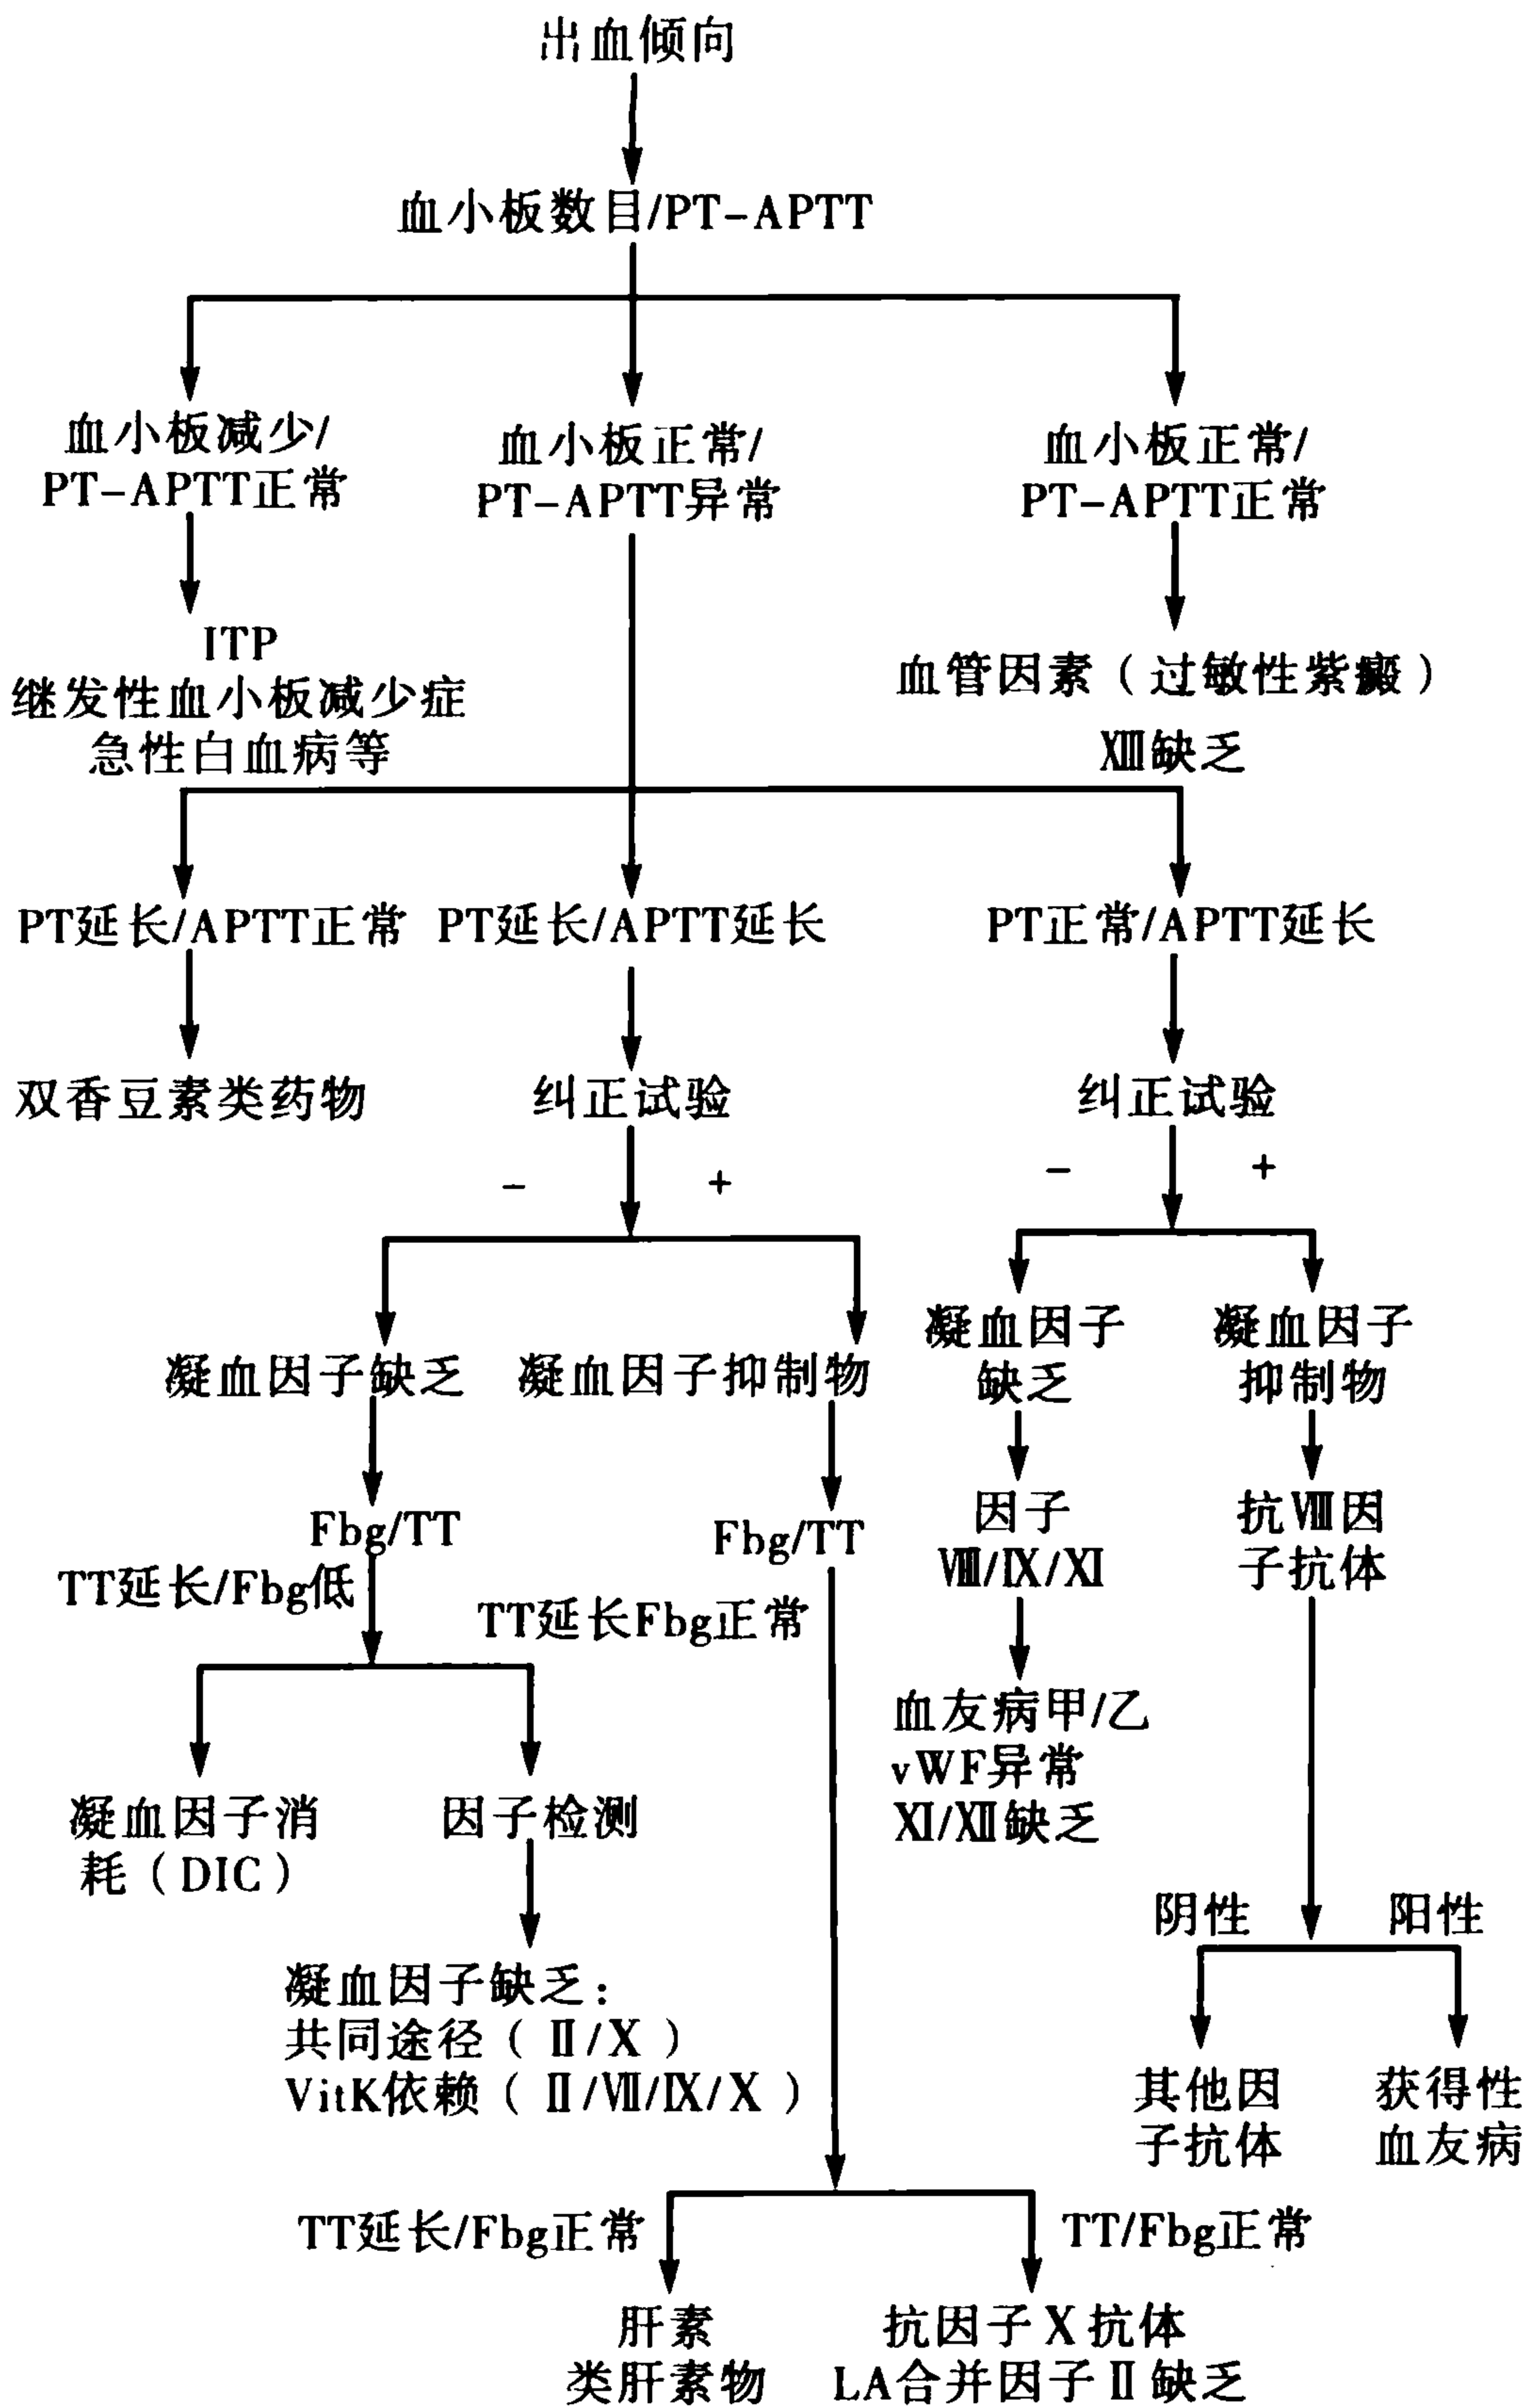 出血倾向
血小板数目/PT-APTT
血小板减少/
PT-APTT正常
血小板正常/
PT-APTT异常
血小板正常/
PT-APTT正常
ITP
继发性血小板减少症
急性白血病等
血管因素（过敏性紫癜）
Ⅻ缺乏
PT延长/APTT正常
PT延长/APTT延长
PT正常/APTT延长
双香豆素类药物
纠正试验
纠正试验
- +
- +
凝血因子缺乏
凝血因子抑制物
凝血因子
缺乏
凝血因子
抑制物
Fbg/TT
TT延长/Fbg低
Fbg/TT
TT延长Fbg正常
因子
Ⅷ/Ⅸ/Ⅺ
抗Ⅷ因
子抗体
血友病甲/乙
vWF异常
Ⅺ/Ⅻ缺乏
凝血因子消
耗（DIC）
因子检测
阴性
阳性
凝血因子缺乏：
共同途径（Ⅱ/Ⅹ）
VitK依赖（Ⅱ/Ⅶ/Ⅸ/Ⅹ）
其他因
子抗体
获得性
血友病
TT延长/Fbg正常
TT/Fbg正常
肝素
类肝素物
抗因子Ⅹ抗体
LA合并因子Ⅱ缺乏